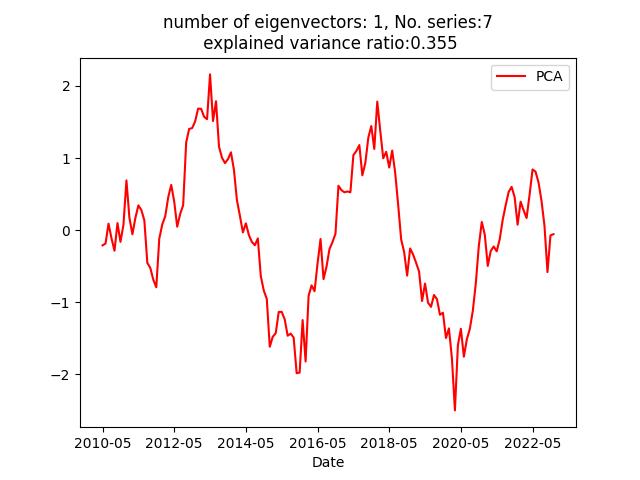 number of eigenvectors: 1, No. series:7
explained variance ratio:0.355
PCA
2
1
0
−1
−2
2010-05 2012-05 2014-05 2016-05 2018-05 2020-05 2022-05
Date